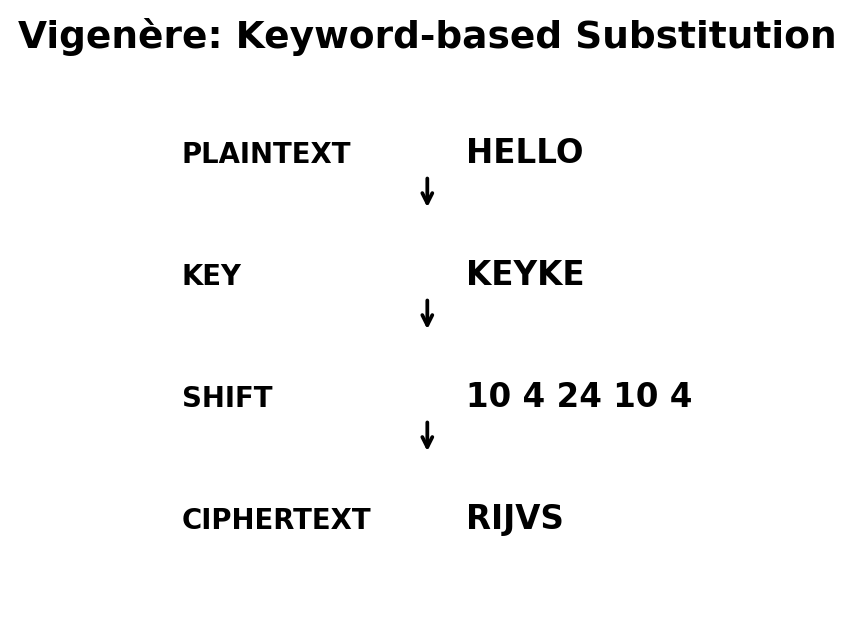 Vigenère: Keyword-based Substitution
PLAINTEXT HELLO
KEY KEYKE
SHIFT 10 4 24 10 4
CIPHERTEXT RIJVS